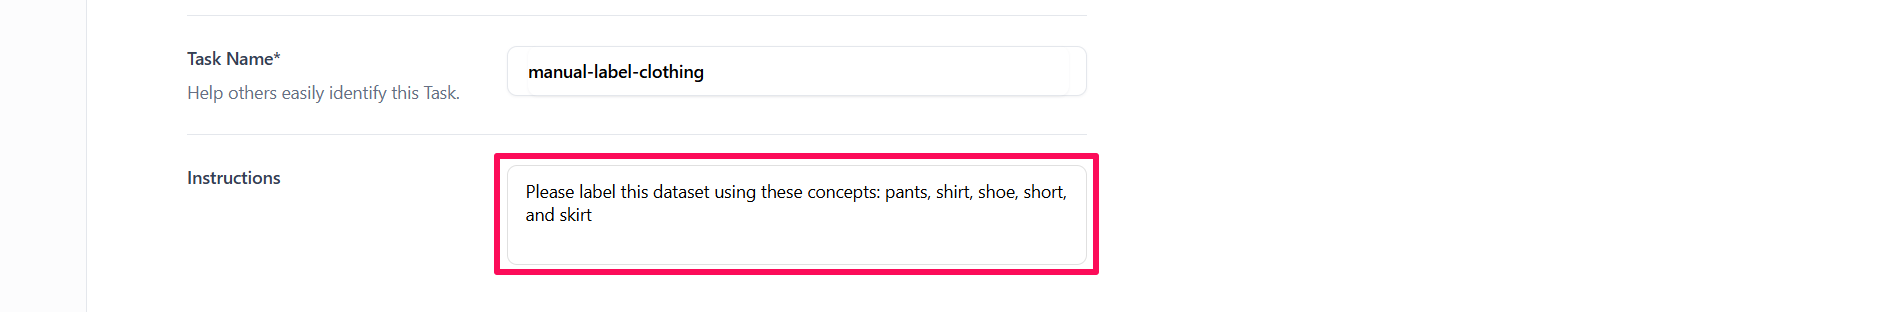 Task Name*
manual-label-clothing
Help others easily identify this Task.
Instructions
Please label this dataset using these concepts: pants, shirt, shoe, short,
and skirt